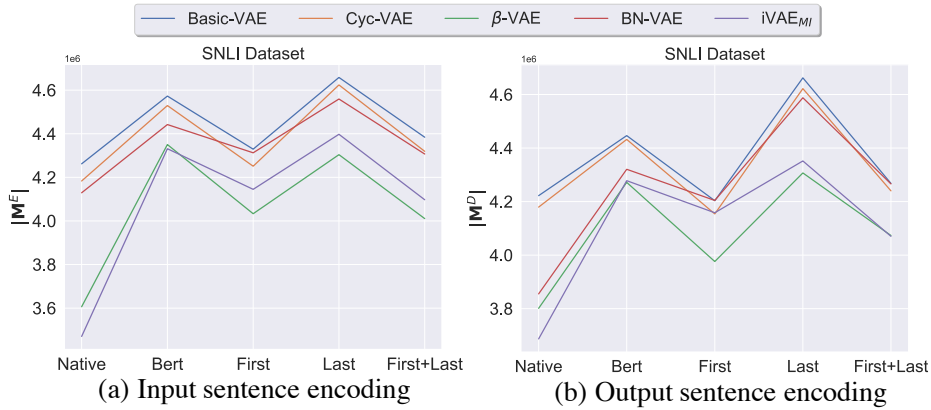 Basic-VAE Cyc-VAE β-VAE BN-VAE iVAE_MI
SNLI Dataset
1e6
|M^E|
4.6
4.4
4.2
4.0
3.8
3.6
Native Bert First Last First+Last
(a) Input sentence encoding
SNLI Dataset
1e6
|M^D|
4.6
4.4
4.2
4.0
3.8
Native Bert First Last First+Last
(b) Output sentence encoding